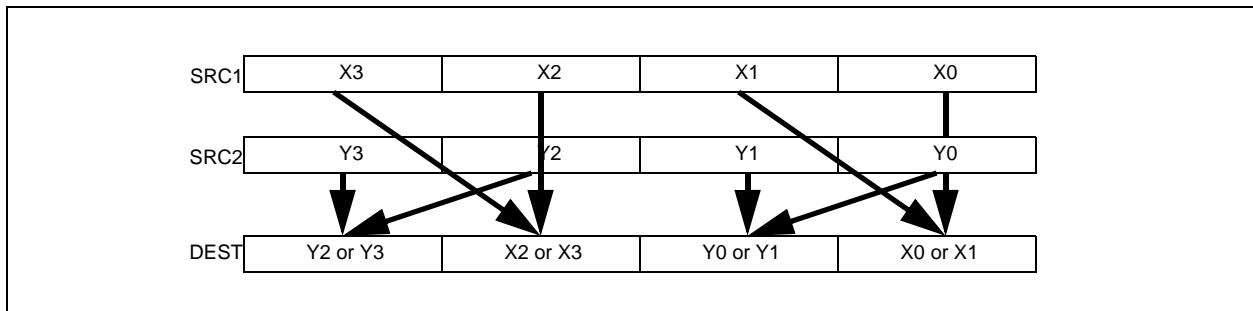 SRC1 X3 X2 X1 X0
SRC2 Y3 Y2 Y1 Y0
DEST Y2 or Y3 X2 or X3 Y0 or Y1 X0 or X1